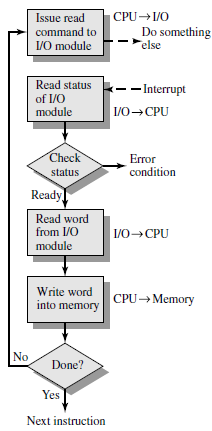 Issue read
command to
I/O module
CPU→I/O
Do something
else
Read status
of I/O
module
Interrupt
I/O→CPU
Check
status
Error
condition
Ready
Read word
from I/O
module
I/O→CPU
Write word
into memory
CPU→Memory
No
Done?
Yes
Next instruction